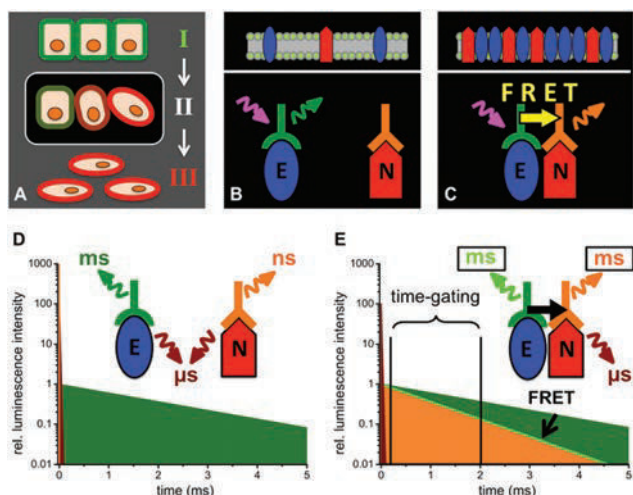 I
II
III
A
E
N
B
F R E T
E
N
C
D
ms
ns
E
N
µs
rel. luminescence intensity
1000
100
10
1
0.1
0.01
0
1
2
3
4
5
time (ms)
E
ms
ms
time-gating
E
N
µs
FRET
rel. luminescence intensity
1000
100
10
1
0.1
0.01
0
1
2
3
4
5
time (ms)